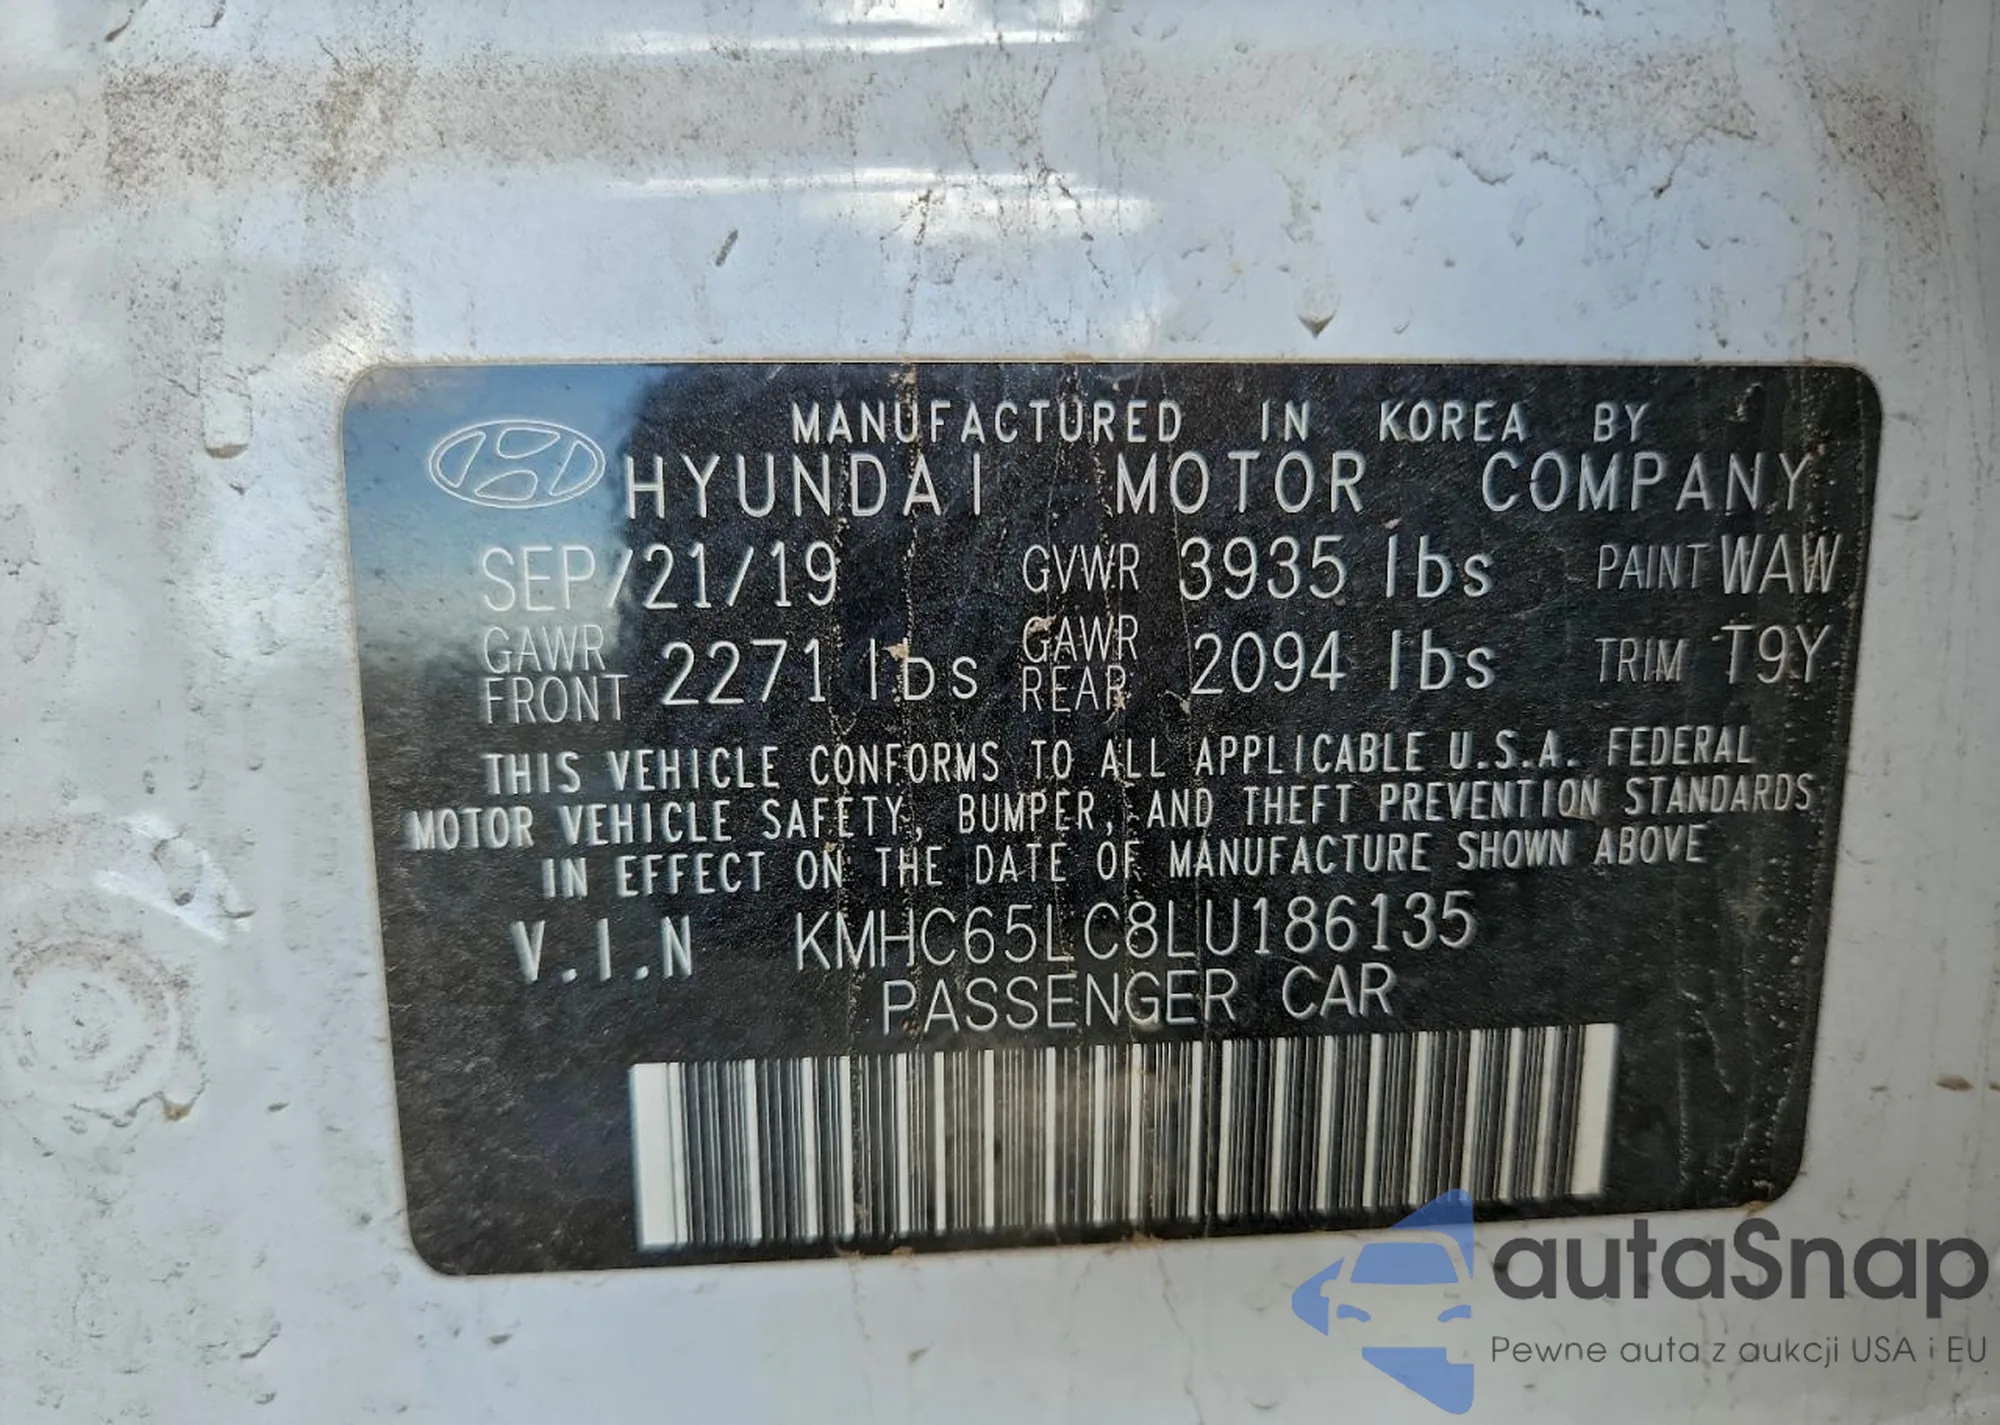 MANUFACTURED IN KOREA BY
HYUNDAI MOTOR COMPANY
SEP/21/19 GVWR 3935 lbs PAINT WAW
GAWR FRONT 2271 lbs GAWR REAR 2094 lbs TRIM T9Y
THIS VEHICLE CONFORMS TO ALL APPLICABLE U.S.A. FEDERAL
MOTOR VEHICLE SAFETY, BUMPER, AND THEFT PREVENTION STANDARDS
IN EFFECT ON THE DATE OF MANUFACTURE SHOWN ABOVE
V.I.N KMHC65LC8LU186135
PASSENGER CAR
autaSnap
Pewne auta z aukcji USA i EU